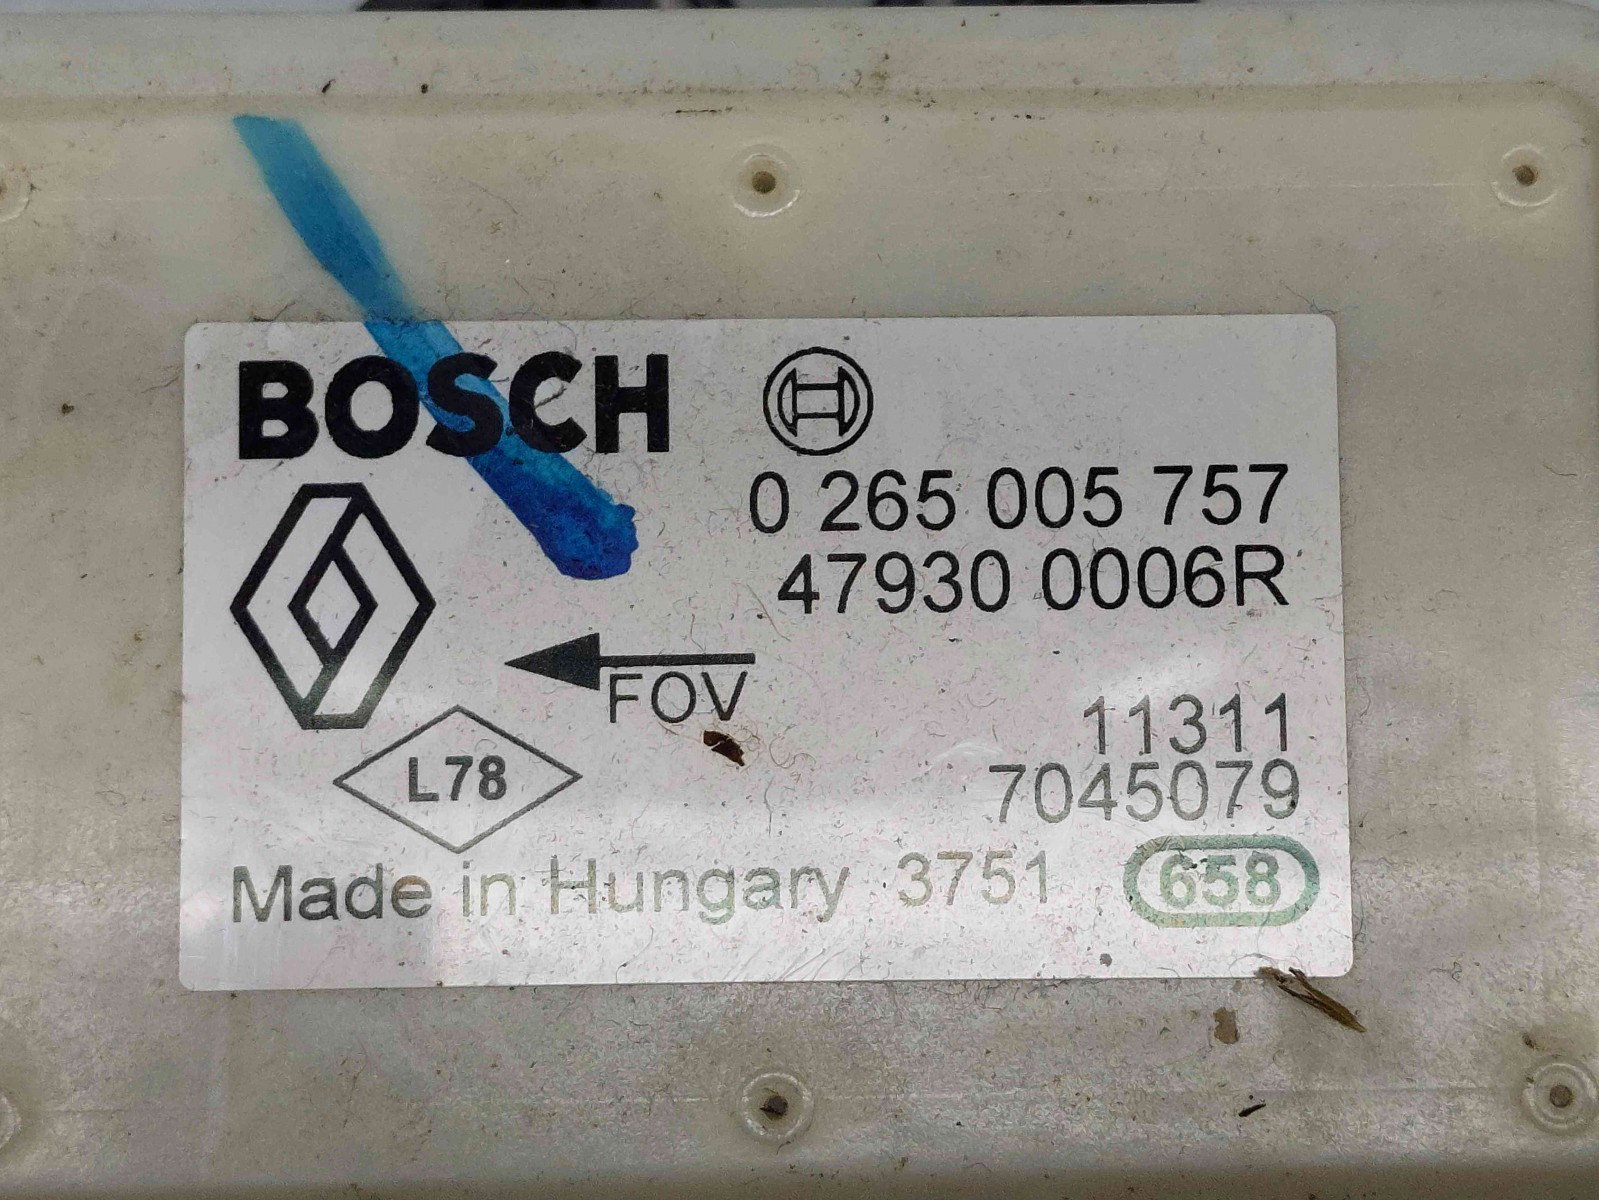 BOSCH
0 265 005 757
47930 0006R
FOV
11311
L78
7045079
Made in Hungary 3751 658